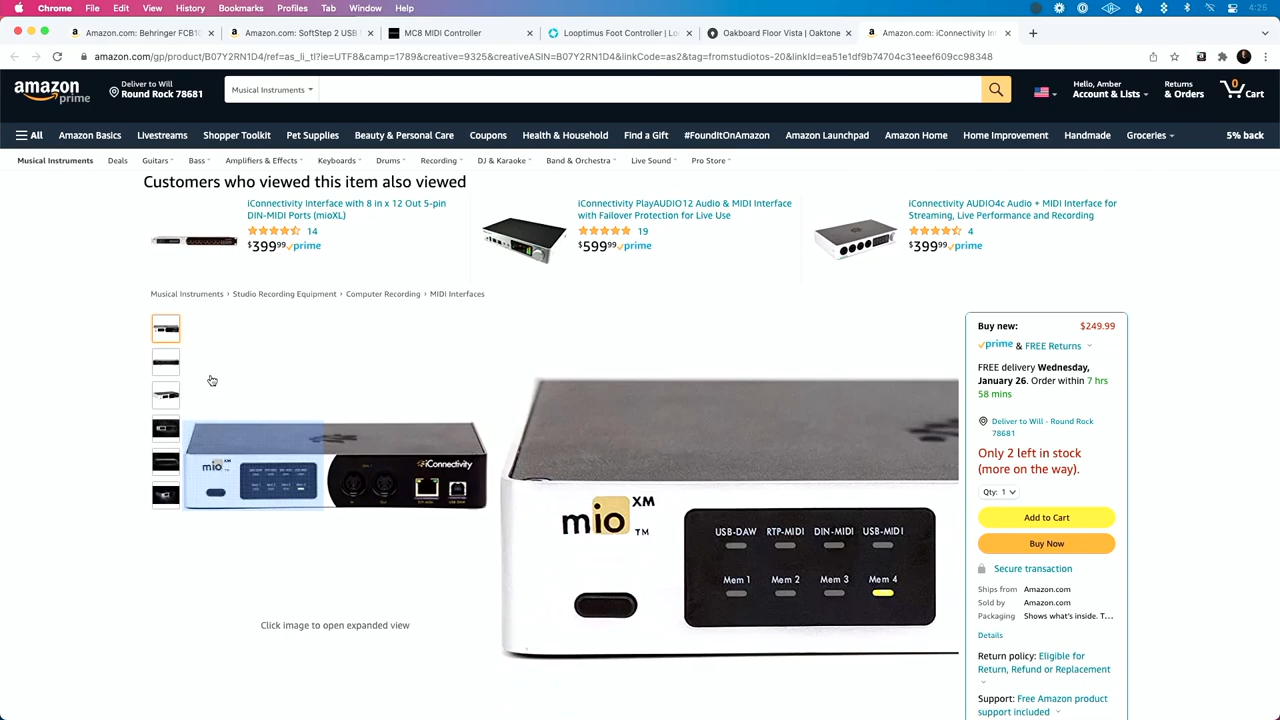 Chrome File Edit View History Bookmarks Profiles Tab Window Help 4:25
Amazon.com: Behringer FCB10 Amazon.com: SoftStep 2 USB MC8 MIDI Controller Looptimus Foot Controller | Lo Oakboard Floor Vista | Oaktone Amazon.com: iConnectivity In
amazon.com/gp/product/B07Y2RN1D4/ref=as_li_tl?ie=UTF8&camp=1789&creative=9325&creativeASIN=B07Y2RN1D4&linkCode=as2&tag=fromstudiotos-20&linkId=ea51e1df9b74704c31eeef609cc98348
amazon prime
Deliver to Will
Round Rock 78681
Musical Instruments
Hello, Amber
Account & Lists
Returns
& Orders
0
Cart
All Amazon Basics Livestreams Shopper Toolkit Pet Supplies Beauty & Personal Care Coupons Health & Household Find a Gift #FoundItOnAmazon Amazon Launchpad Amazon Home Home Improvement Handmade Groceries 5% back
Musical Instruments Deals Guitars Bass Amplifiers & Effects Keyboards Drums Recording DJ & Karaoke Band & Orchestra Live Sound Pro Store
Customers who viewed this item also viewed
iConnectivity Interface with 8 in x 12 Out 5-pin
DIN-MIDI Ports (mioXL)
14
$399⁹⁹ prime
iConnectivity PlayAUDIO12 Audio & MIDI Interface
with Failover Protection for Live Use
19
$599⁹⁹ prime
iConnectivity AUDIO4c Audio + MIDI Interface for
Streaming, Live Performance and Recording
4
$399⁹⁹ prime
Musical Instruments › Studio Recording Equipment › Computer Recording › MIDI Interfaces
mio XM
iConnectivity
Click image to open expanded view
mio XM ™
USB-DAW RTP-MIDI DIN-MIDI USB-MIDI
Mem 1 Mem 2 Mem 3 Mem 4
Buy new: $249.99
prime & FREE Returns
FREE delivery Wednesday,
January 26. Order within 7 hrs
58 mins
Deliver to Will - Round Rock
78681
Only 2 left in stock
(more on the way).
Qty: 1
Add to Cart
Buy Now
Secure transaction
Ships from Amazon.com
Sold by Amazon.com
Packaging Shows what's inside. T…
Details
Return policy: Eligible for
Return, Refund or Replacement
Support: Free Amazon product
support included